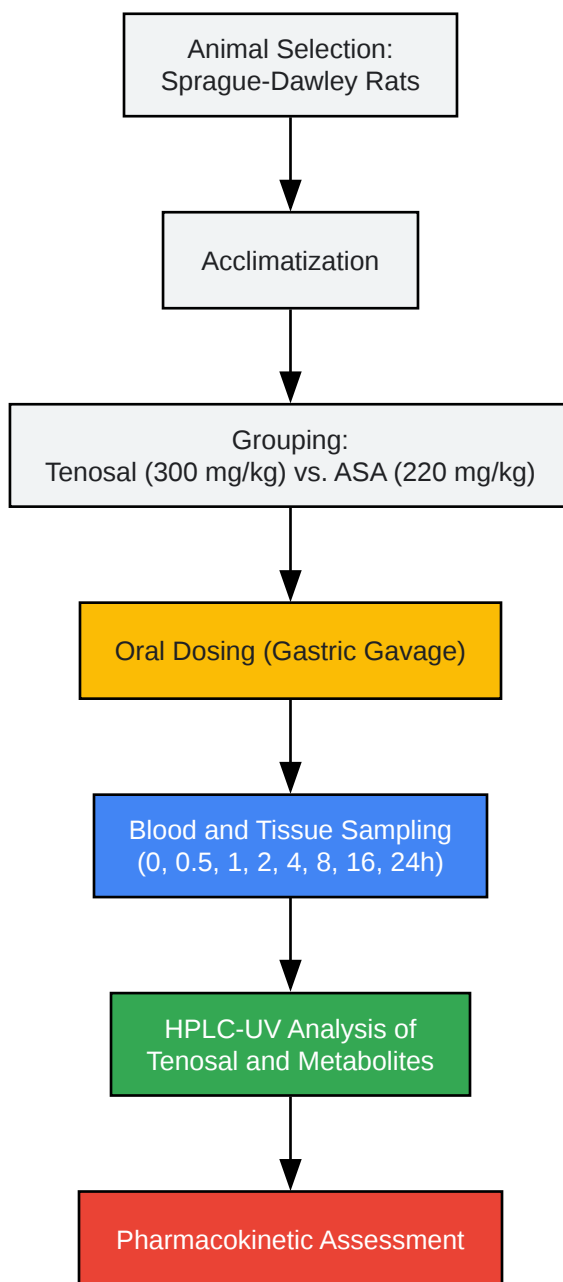 Animal Selection:
Sprague-Dawley Rats
Acclimatization
Grouping:
Tenosal (300 mg/kg) vs. ASA (220 mg/kg)
Oral Dosing (Gastric Gavage)
Blood and Tissue Sampling
(0, 0.5, 1, 2, 4, 8, 16, 24h)
HPLC-UV Analysis of
Tenosal and Metabolites
Pharmacokinetic Assessment